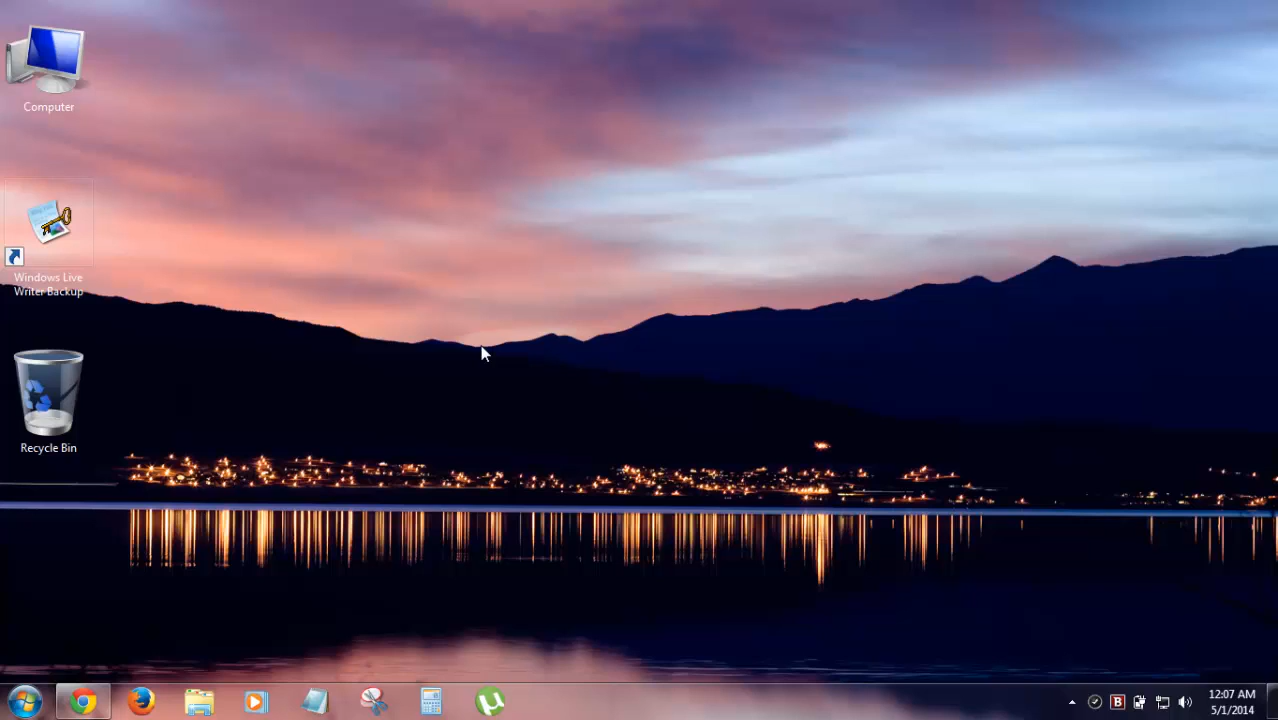 Computer
Windows Live
Writer Backup
Recycle Bin
B
12:07 AM
5/1/2014